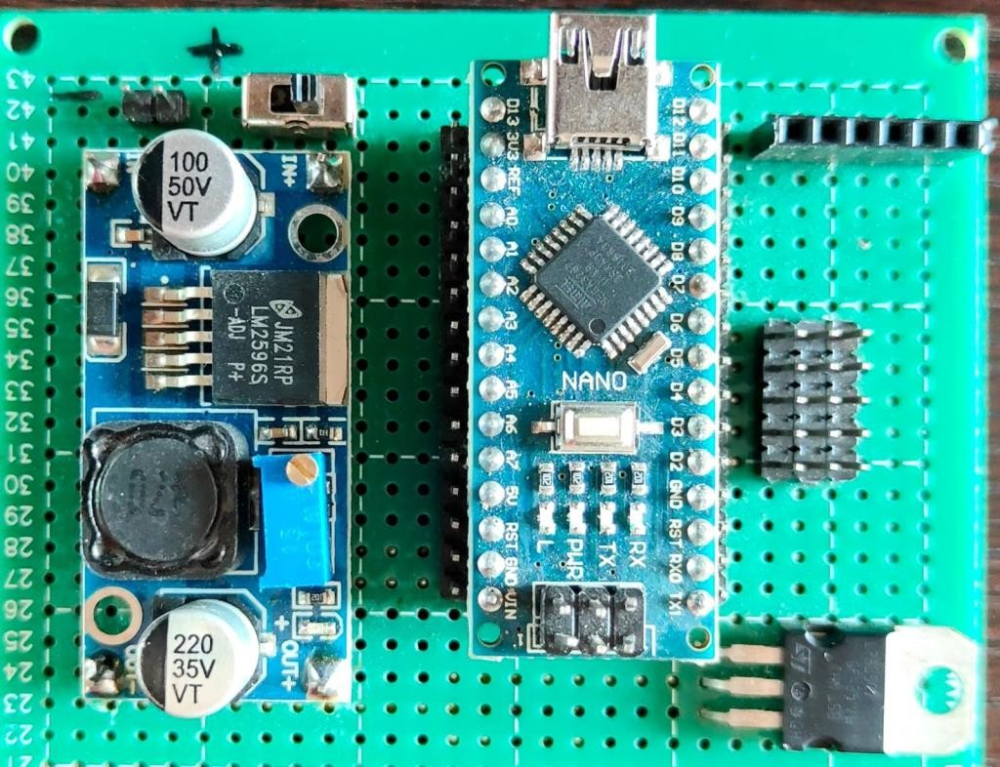 +
-
43
42
41
40
39
38
37
36
35
34
33
32
31
30
29
28
27
26
25
24
23
22
21
IN+
100
50V
VT
JM21RP
LM2596S
-ADJ P+
220
35V
VT
+
OUT+
D13
3V3
REF
A0
A1
A2
A3
A4
A5
A6
A7
5V
RST
GND
VIN
D12
D11
D10
D9
D8
D7
D6
D5
D4
D3
D2
GND
RST
RX0
TX1
NANO
L
PWR
TX
RX